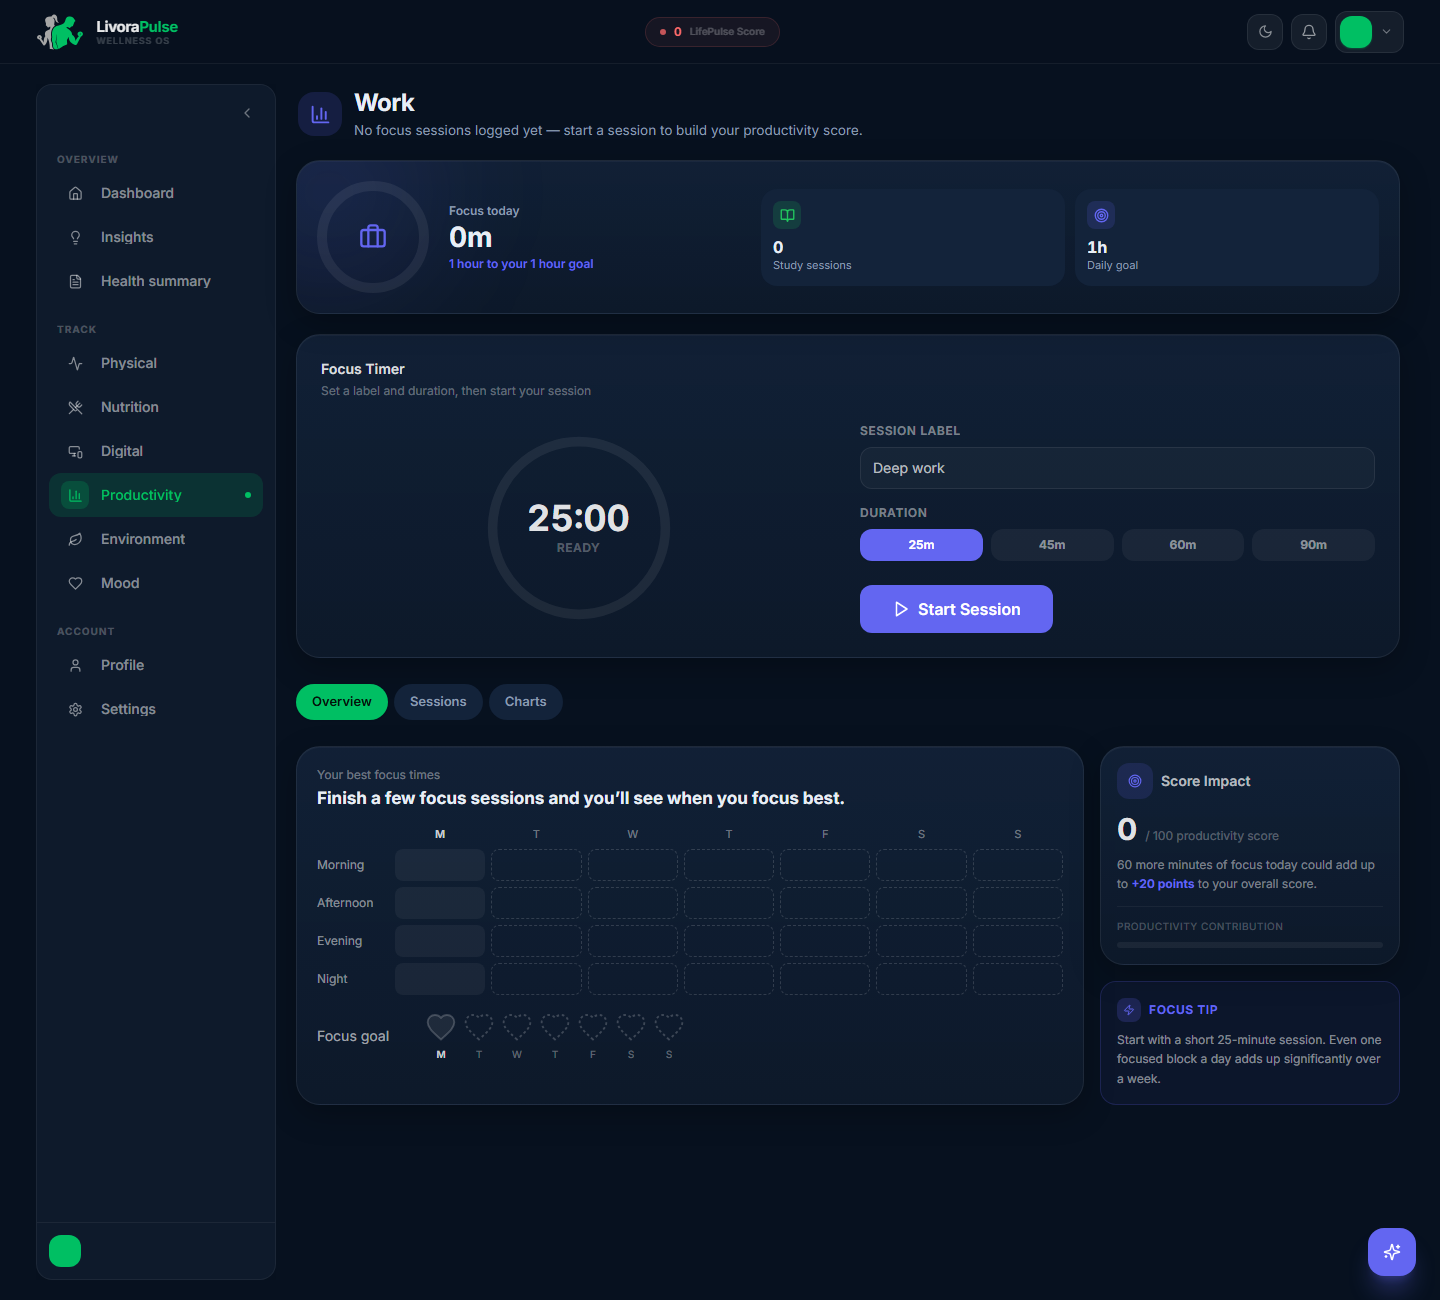 LivoraPulse
WELLNESS OS
0 LifePulse Score
OVERVIEW
Dashboard
Insights
Health summary
TRACK
Physical
Nutrition
Digital
Productivity
Environment
Mood
ACCOUNT
Profile
Settings
Work
No focus sessions logged yet — start a session to build your productivity score.
Focus today
0m
1 hour to your 1 hour goal
0
Study sessions
1h
Daily goal
Focus Timer
Set a label and duration, then start your session
25:00
READY
SESSION LABEL
Deep work
DURATION
25m 45m 60m 90m
Start Session
Overview Sessions Charts
Your best focus times
Finish a few focus sessions and you’ll see when you focus best.
M T W T F S S
Morning
Afternoon
Evening
Night
Focus goal
M T W T F S S
Score Impact
0 / 100 productivity score
60 more minutes of focus today could add up
to +20 points to your overall score.
PRODUCTIVITY CONTRIBUTION
FOCUS TIP
Start with a short 25-minute session. Even one
focused block a day adds up significantly over
a week.